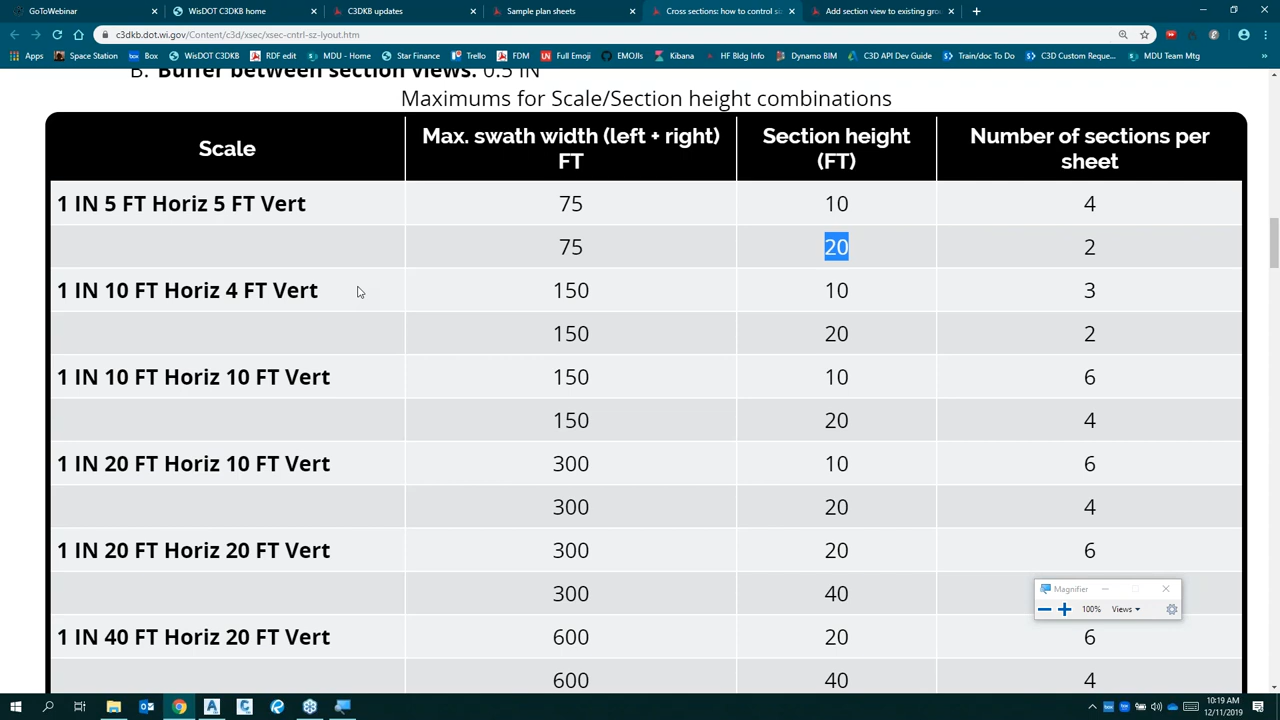 GoToWebinar
WisDOT C3DKB home
C3DKB updates
Sample plan sheets
Cross sections: how to control si
Add section view to existing gro
c3dkb.dot.wi.gov/Content/c3d/xsec/xsec-cntrl-sz-lyout.htm
Apps
Space Station
Box
WisDOT C3DKB
RDF edit
MDU - Home
Star Finance
Trello
FDM
Full Emoji
EMOJIs
Kibana
HF Bldg Info
Dynamo BIM
C3D API Dev Guide
Train/doc To Do
C3D Custom Reque...
MDU Team Mtg
B. Buffer between section views: 0.5 IN
Maximums for Scale/Section height combinations
Scale
Max. swath width (left + right) FT
Section height (FT)
Number of sections per sheet
1 IN 5 FT Horiz 5 FT Vert 75 10 4
75 20 2
1 IN 10 FT Horiz 4 FT Vert 150 10 3
150 20 2
1 IN 10 FT Horiz 10 FT Vert 150 10 6
150 20 4
1 IN 20 FT Horiz 10 FT Vert 300 10 6
300 20 4
1 IN 20 FT Horiz 20 FT Vert 300 20 6
300 40
Magnifier
100% Views
1 IN 40 FT Horiz 20 FT Vert 600 20 6
600 40 4
10:19 AM
12/11/2019